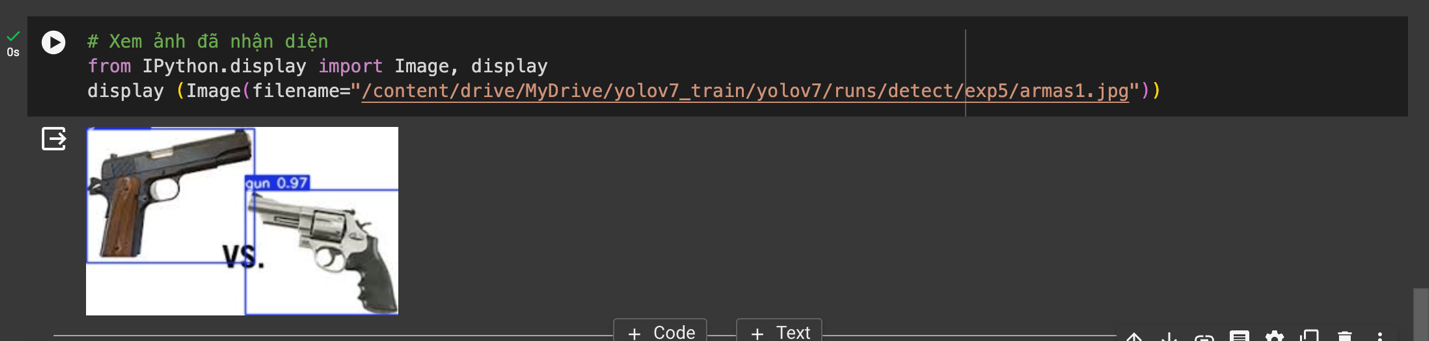 # Xem ảnh đã nhận diện
0s
from IPython.display import Image, display
display (Image(filename="/content/drive/MyDrive/yolov7_train/yolov7/runs/detect/exp5/armas1.jpg"))
gun 0.97
vs.
+ Code + Text